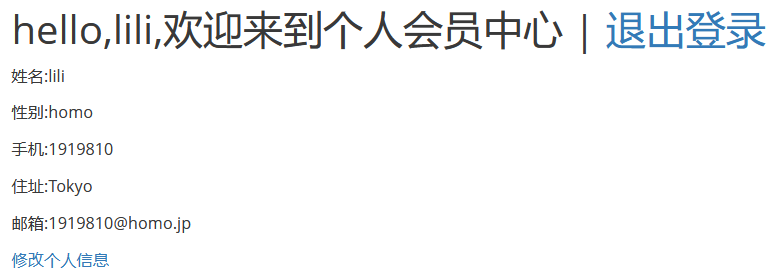 hello,lili,欢迎来到个人会员中心 | 退出登录
姓名:lili
性别:homo
手机:1919810
住址:Tokyo
邮箱:1919810@homo.jp
修改个人信息